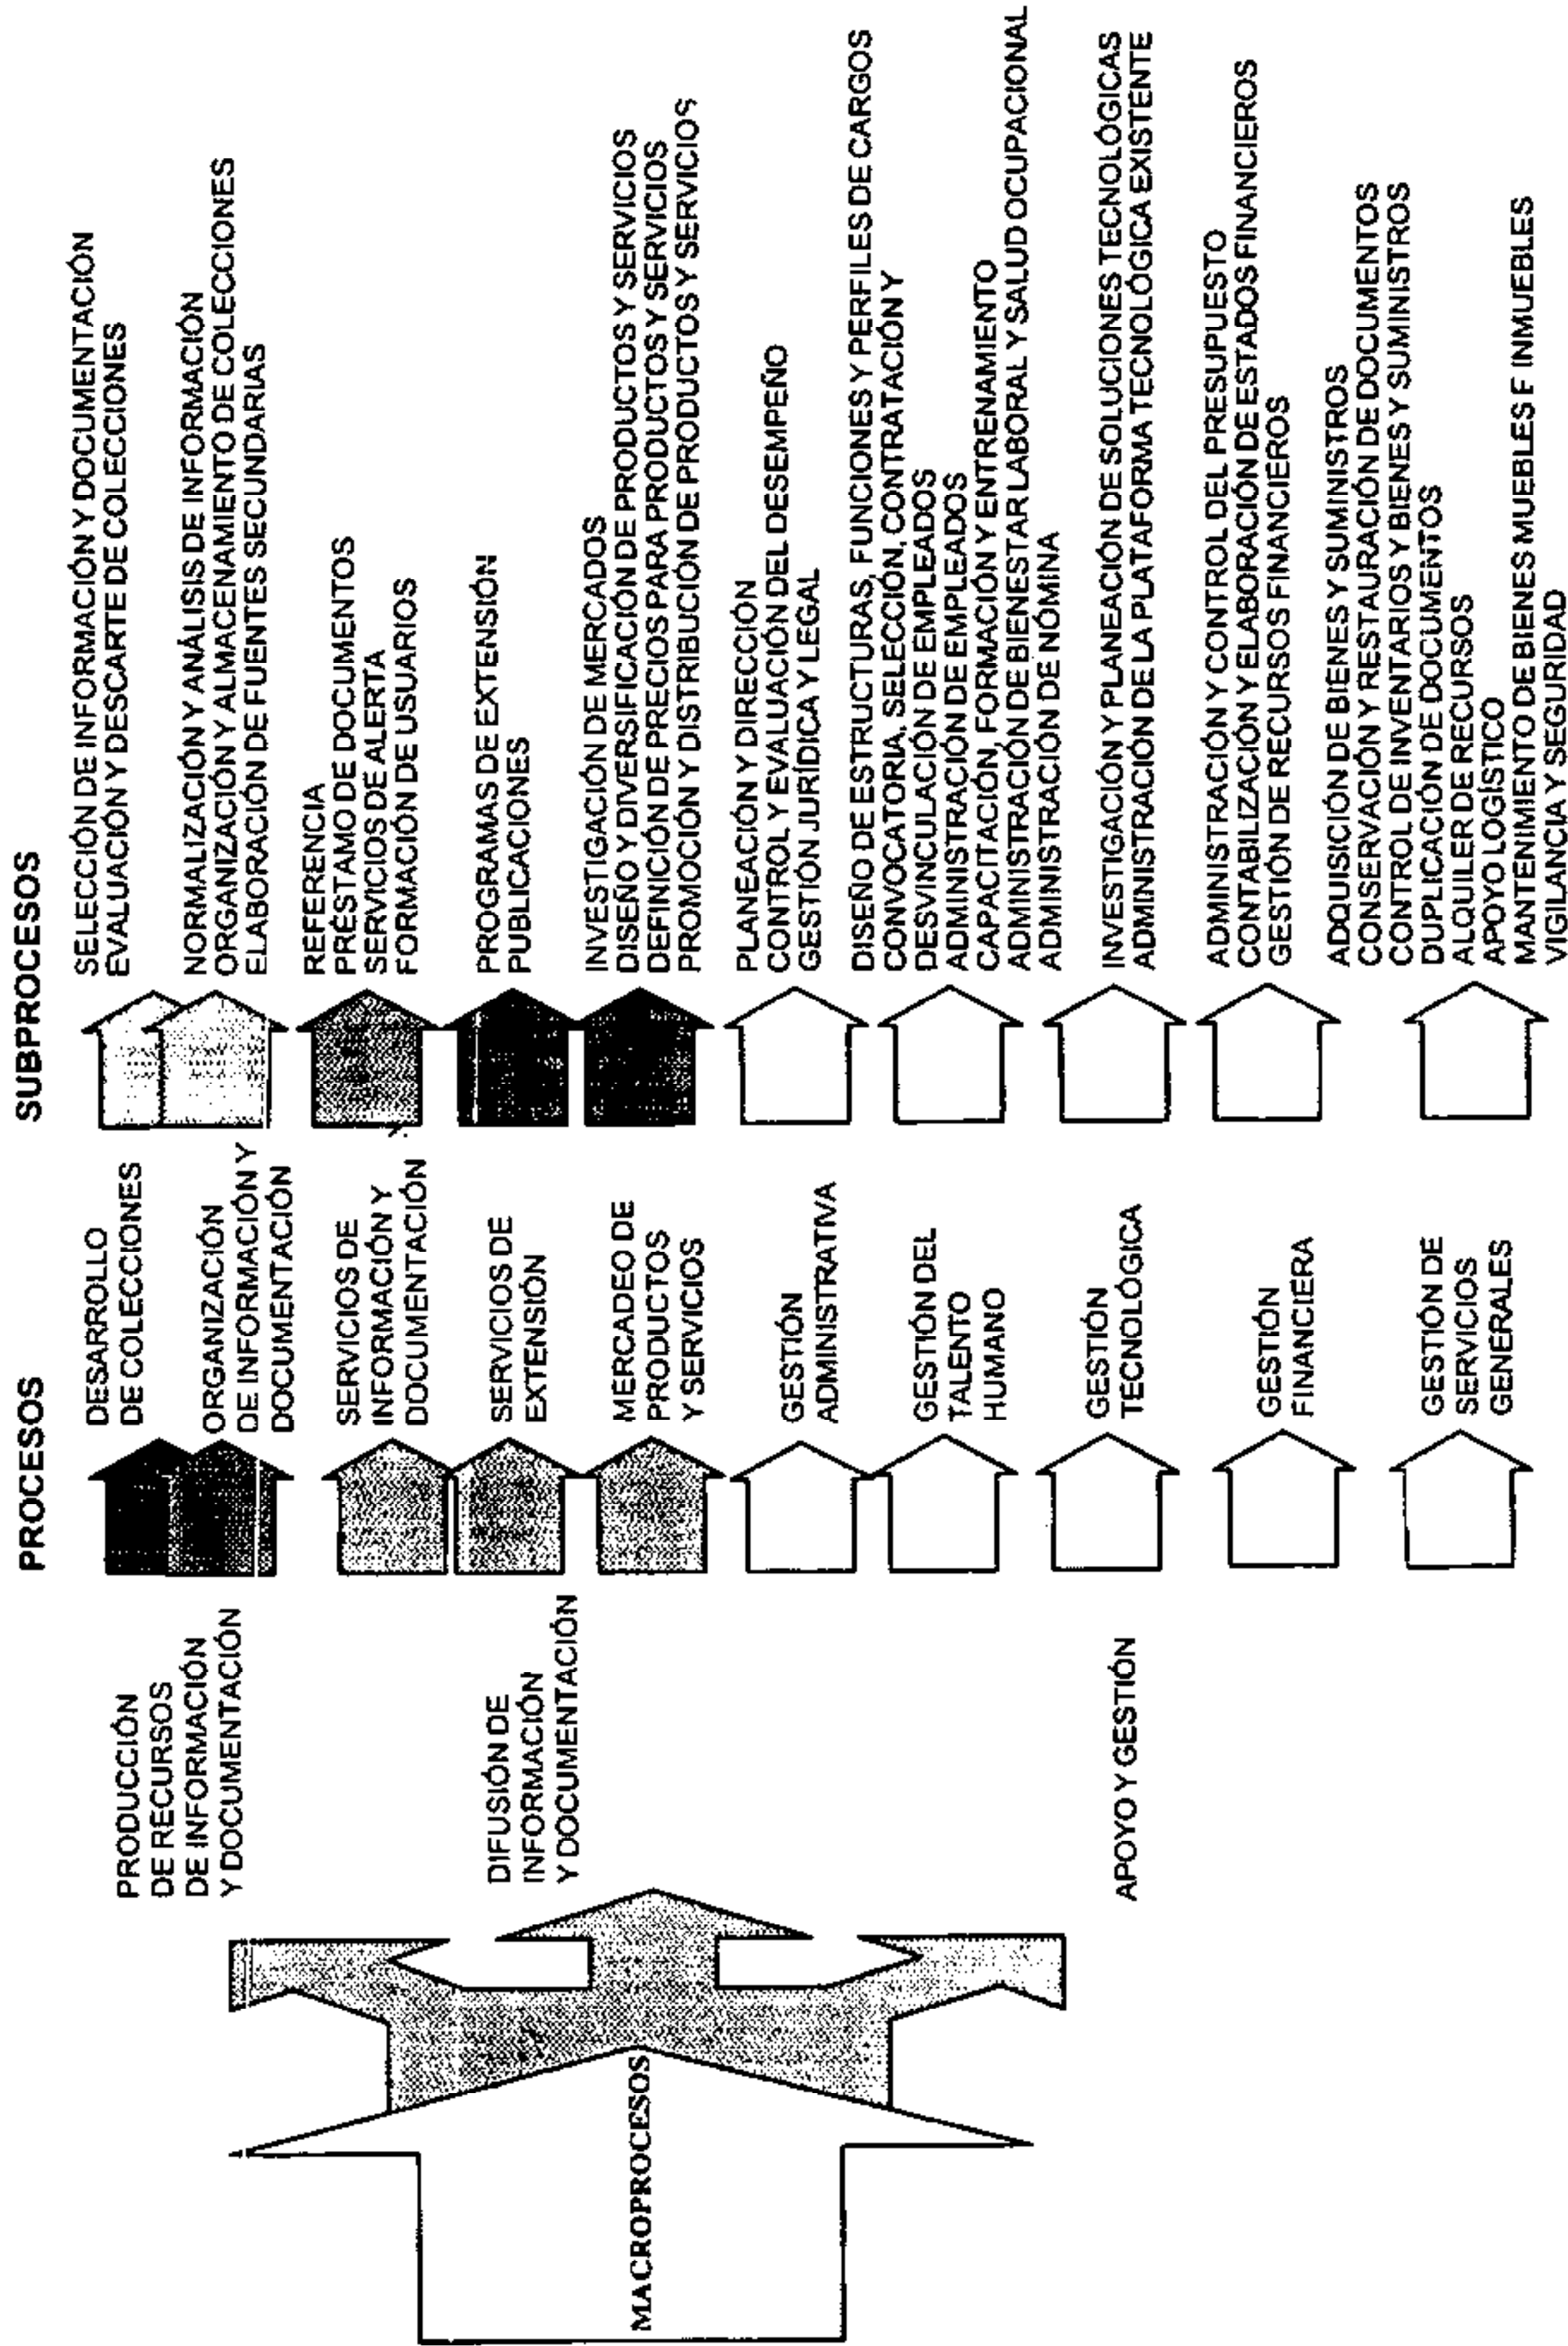 MACROPROCESOS
PRODUCCIÓN
DE RECURSOS
DE INFORMACIÓN
Y DOCUMENTACIÓN
DIFUSIÓN DE
INFORMACIÓN
Y DOCUMENTACIÓN
APOYO Y GESTIÓN
PROCESOS
DESARROLLO
DE COLECCIONES
ORGANIZACIÓN
DE INFORMACIÓN Y
DOCUMENTACIÓN
SERVICIOS DE
INFORMACIÓN Y
DOCUMENTACIÓN
SERVICIOS DE
EXTENSIÓN
MERCADEO DE
PRODUCTOS
Y SERVICIOS
GESTIÓN
ADMINISTRATIVA
GESTIÓN DEL
TALENTO
HUMANO
GESTIÓN
TECNOLÓGICA
GESTIÓN
FINANCIERA
GESTIÓN DE
SERVICIOS
GENERALES
SUBPROCESOS
SELECCIÓN DE INFORMACIÓN Y DOCUMENTACIÓN
EVALUACIÓN Y DESCARTE DE COLECCIONES
NORMALIZACIÓN Y ANÁLISIS DE INFORMACIÓN
ORGANIZACIÓN Y ALMACENAMIENTO DE COLECCIONES
ELABORACIÓN DE FUENTES SECUNDARIAS
REFERENCIA
PRÉSTAMO DE DOCUMENTOS
SERVICIOS DE ALERTA
FORMACIÓN DE USUARIOS
PROGRAMAS DE EXTENSIÓN
PUBLICACIONES
INVESTIGACIÓN DE MERCADOS
DISEÑO Y DIVERSIFICACIÓN DE PRODUCTOS Y SERVICIOS
DEFINICIÓN DE PRECIOS PARA PRODUCTOS Y SERVICIOS
PROMOCIÓN Y DISTRIBUCIÓN DE PRODUCTOS Y SERVICIOS
PLANEACIÓN Y DIRECCIÓN
CONTROL Y EVALUACIÓN DEL DESEMPEÑO
GESTIÓN JURÍDICA Y LEGAL
DISEÑO DE ESTRUCTURAS, FUNCIONES Y PERFILES DE CARGOS
CONVOCATORIA, SELECCIÓN, CONTRATACIÓN Y
DESVINCULACIÓN DE EMPLEADOS
ADMINISTRACIÓN DE EMPLEADOS
CAPACITACIÓN, FORMACIÓN Y ENTRENAMIENTO
ADMINISTRACIÓN DE BIENESTAR LABORAL Y SALUD OCUPACIONAL
ADMINISTRACIÓN DE NÓMINA
INVESTIGACIÓN Y PLANEACIÓN DE SOLUCIONES TECNOLÓGICAS
ADMINISTRACIÓN DE LA PLATAFORMA TECNOLÓGICA EXISTENTE
ADMINISTRACIÓN Y CONTROL DEL PRESUPUESTO
CONTABILIZACIÓN Y ELABORACIÓN DE ESTADOS FINANCIEROS
GESTIÓN DE RECURSOS FINANCIEROS
ADQUISICIÓN DE BIENES Y SUMINISTROS
CONSERVACIÓN Y RESTAURACIÓN DE DOCUMENTOS
CONTROL DE INVENTARIOS Y BIENES Y SUMINISTROS
DUPLICACIÓN DE DOCUMENTOS
ALQUILER DE RECURSOS
APOYO LOGÍSTICO
MANTENIMIENTO DE BIENES MUEBLES E INMUEBLES
VIGILANCIA Y SEGURIDAD